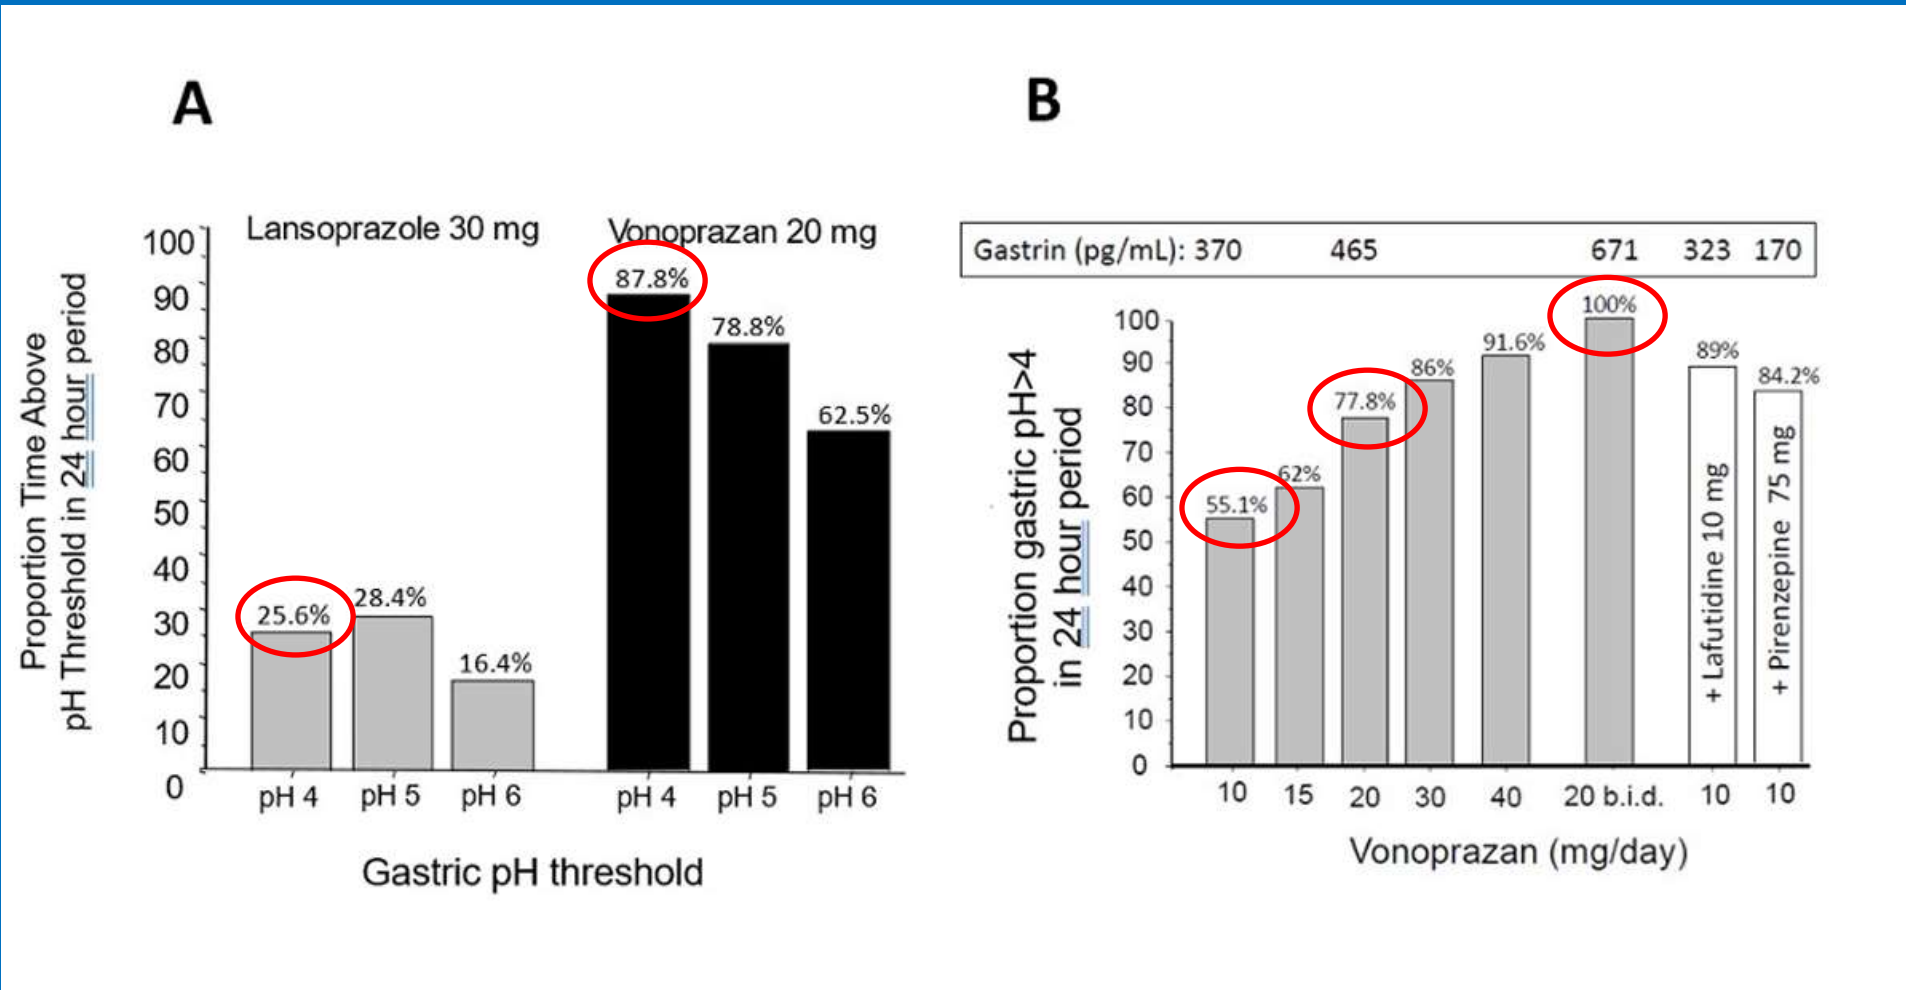 A
Lansoprazole 30 mg
Vonoprazan 20 mg
Proportion Time Above
pH Threshold in 24 hour period
100
90
80
70
60
50
40
30
20
10
0
25.6%
28.4%
16.4%
87.8%
78.8%
62.5%
pH 4
pH 5
pH 6
pH 4
pH 5
pH 6
Gastric pH threshold
B
Gastrin (pg/mL): 370 465 671 323 170
Proportion gastric pH>4
in 24 hour period
100
90
80
70
60
50
40
30
20
10
0
55.1%
62%
77.8%
86%
91.6%
100%
89%
84.2%
+ Lafutidine 10 mg
+ Pirenzepine 75 mg
10
15
20
30
40
20 b.i.d.
10
10
Vonoprazan (mg/day)